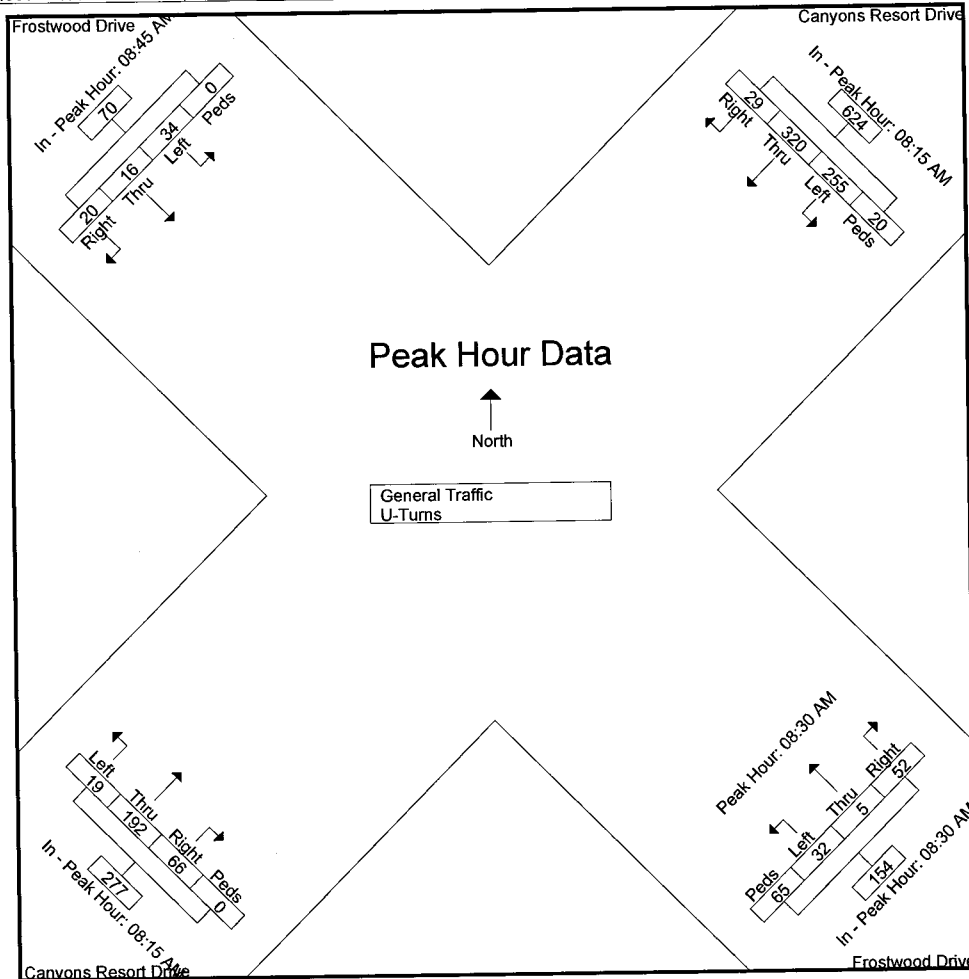 Frostwood Drive
In - Peak Hour: 08:45 AM
70
20 16 34 0
Right Thru Left Peds
Canyons Resort Drive
In - Peak Hour: 08:15 AM
624
29 320 255 20
Right Thru Left Peds
Peak Hour Data
North
General Traffic
U-Turns
Left Thru Right Peds
19 192 66 0
277
In - Peak Hour: 08:15 AM
Canyons Resort Drive
Peak Hour: 08:30 AM
Peds Left Thru Right
65 32 5 52
154
In - Peak Hour: 08:30 AM
Frostwood Drive